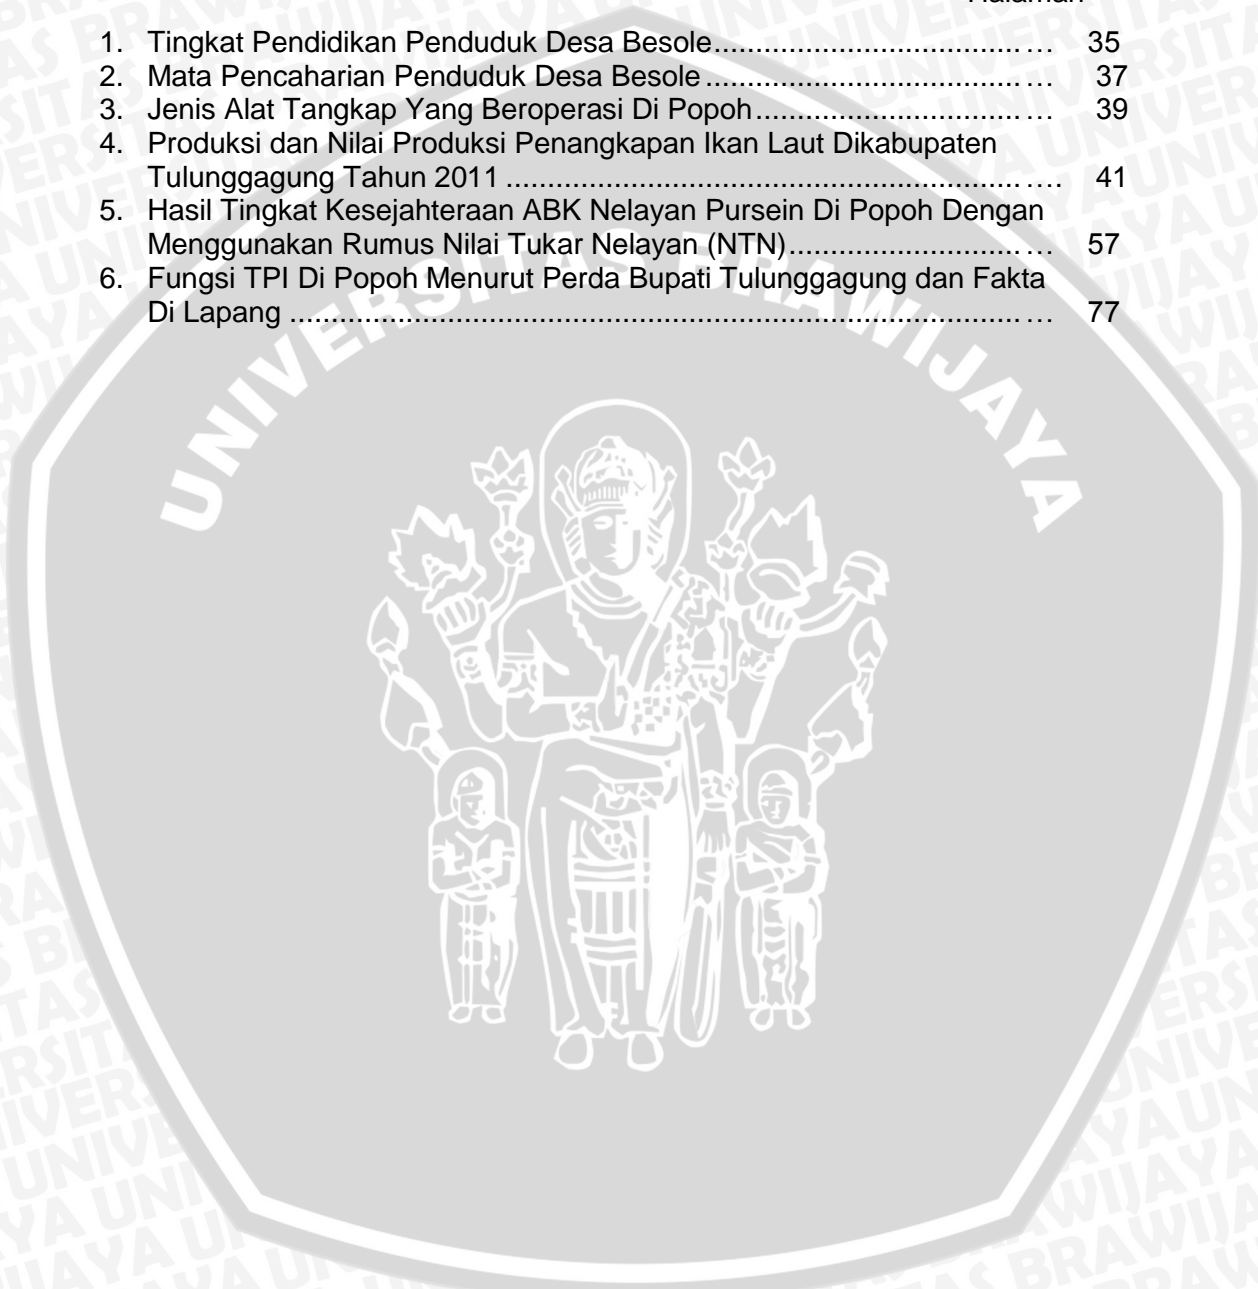 Halaman
1. Tingkat Pendidikan Penduduk Desa Besole........................................ 35
2. Mata Pencaharian Penduduk Desa Besole ......................................... 37
3. Jenis Alat Tangkap Yang Beroperasi Di Popoh................................... 39
4. Produksi dan Nilai Produksi Penangkapan Ikan Laut Dikabupaten
Tulunggagung Tahun 2011 ................................................................... 41
5. Hasil Tingkat Kesejahteraan ABK Nelayan Pursein Di Popoh Dengan
Menggunakan Rumus Nilai Tukar Nelayan (NTN)............................... 57
6. Fungsi TPI Di Popoh Menurut Perda Bupati Tulunggagung dan Fakta
Di Lapang ............................................................................................. 77
UNIVERSITAS BRAWIJAYA